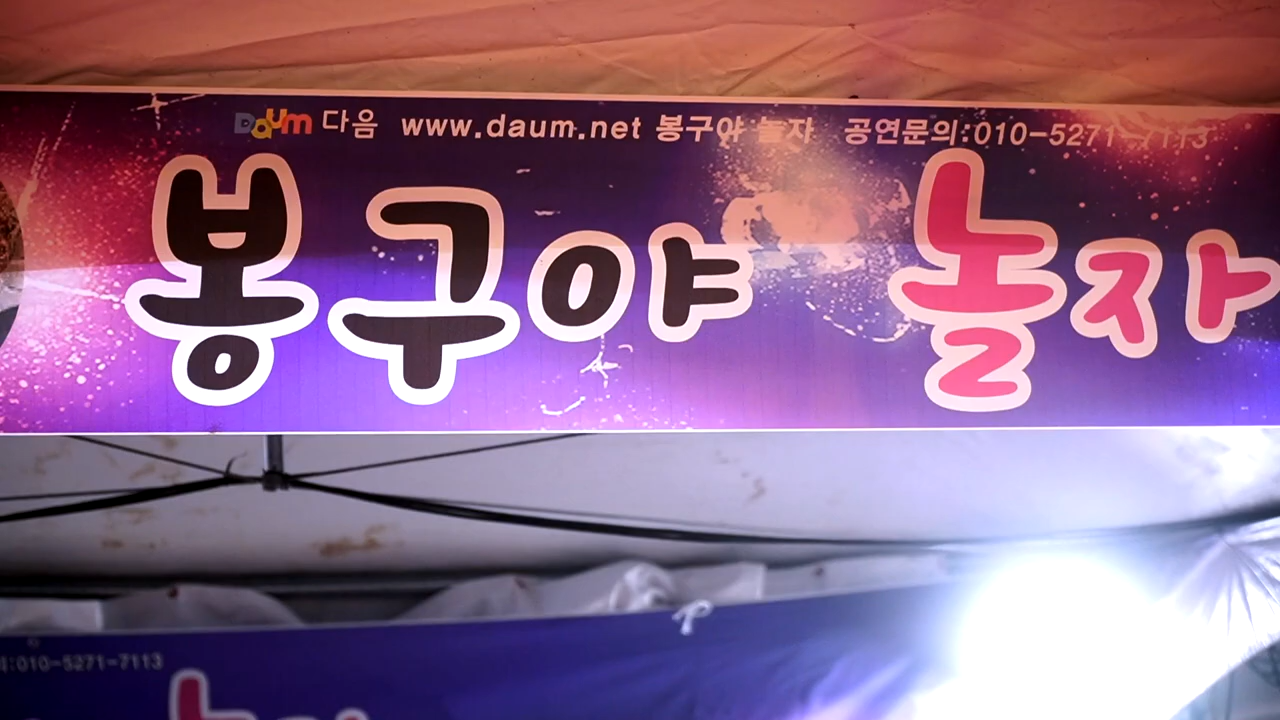 Daum 다음 www.daum.net 봉구야 놀자 공연문의:010-5271-7113
봉구야 놀자
:010-5271-7113